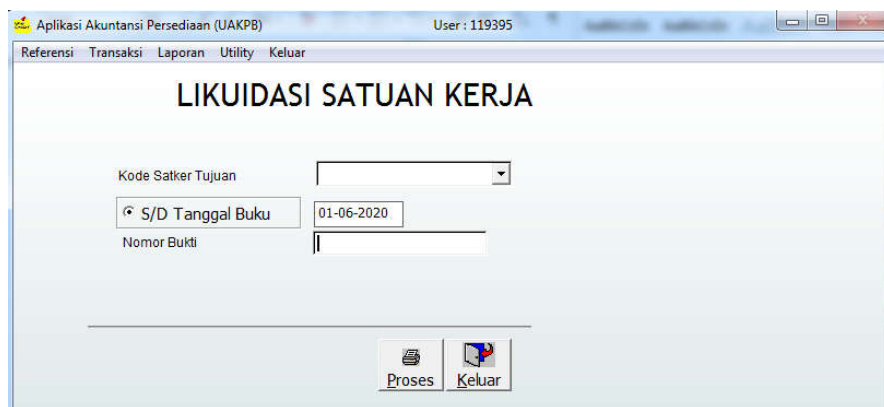 Aplikasi Akuntansi Persediaan (UAKPB) User : 119395
Referensi Transaksi Laporan Utility Keluar
LIKUIDASI SATUAN KERJA
Kode Satker Tujuan
S/D Tanggal Buku 01-06-2020
Nomor Bukti
Proses Keluar